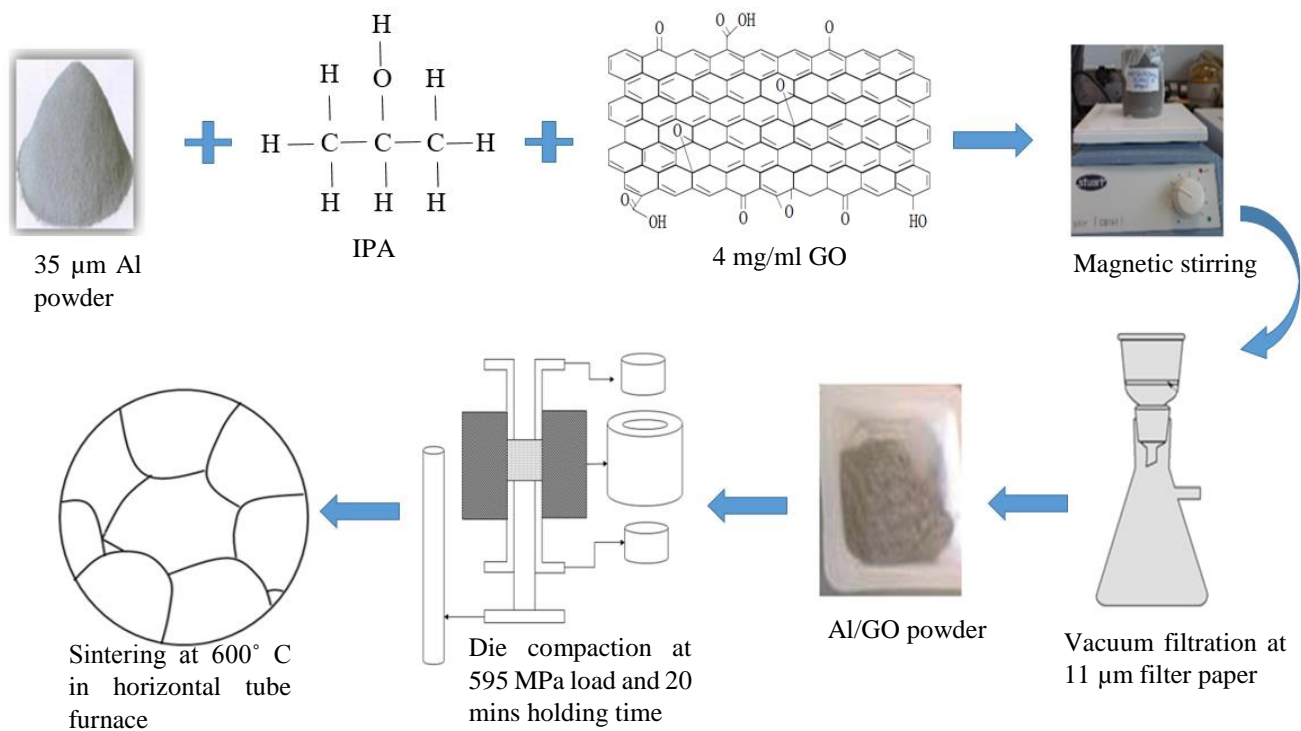 H
O
H
H
H
C
C
C
H
H
H
H
IPA
35 µm Al
powder
O
O
OH
O
O
O
O
OH
O
O
O
HO
4 mg/ml GO
stuart
Magnetic stirring
Vacuum filtration at
11 µm filter paper
Al/GO powder
Die compaction at
595 MPa load and 20
mins holding time
Sintering at 600° C
in horizontal tube
furnace